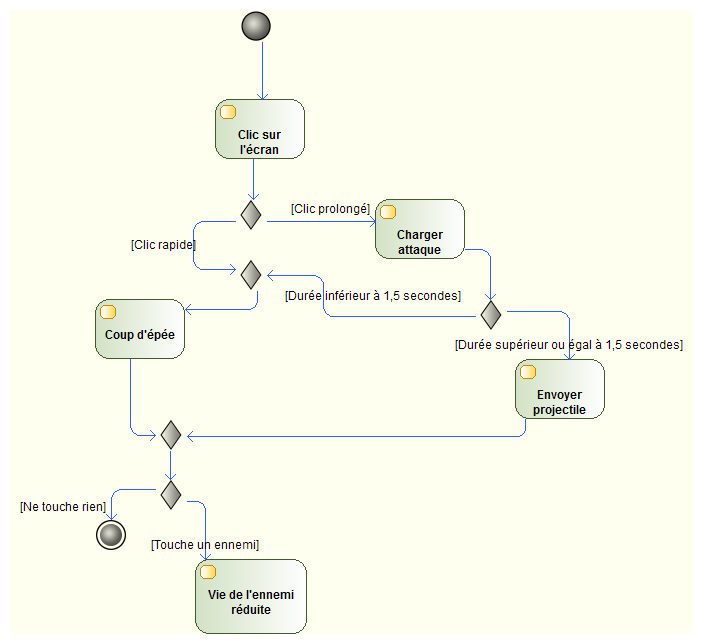 Clic sur
l'écran
[Clic prolongé]
Charger
attaque
[Clic rapide]
[Durée inférieur à 1,5 secondes]
Coup d'épée
[Durée supérieur ou égal à 1,5 secondes]
Envoyer
projectile
[Ne touche rien]
[Touche un ennemi]
Vie de l'ennemi
réduite